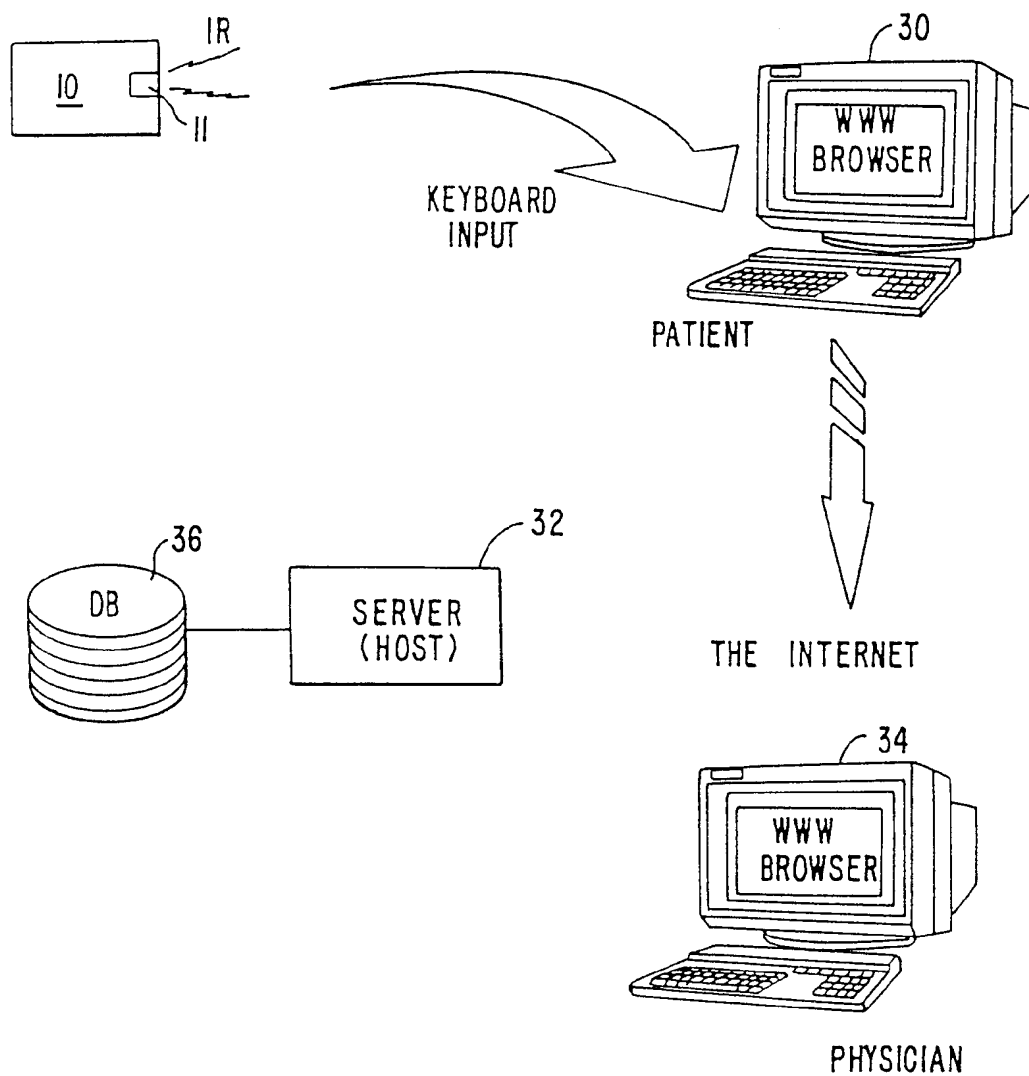 IR
10
11
30
WWW
BROWSER
KEYBOARD
INPUT
PATIENT
36
32
DB
SERVER
(HOST)
THE INTERNET
34
WWW
BROWSER
PHYSICIAN